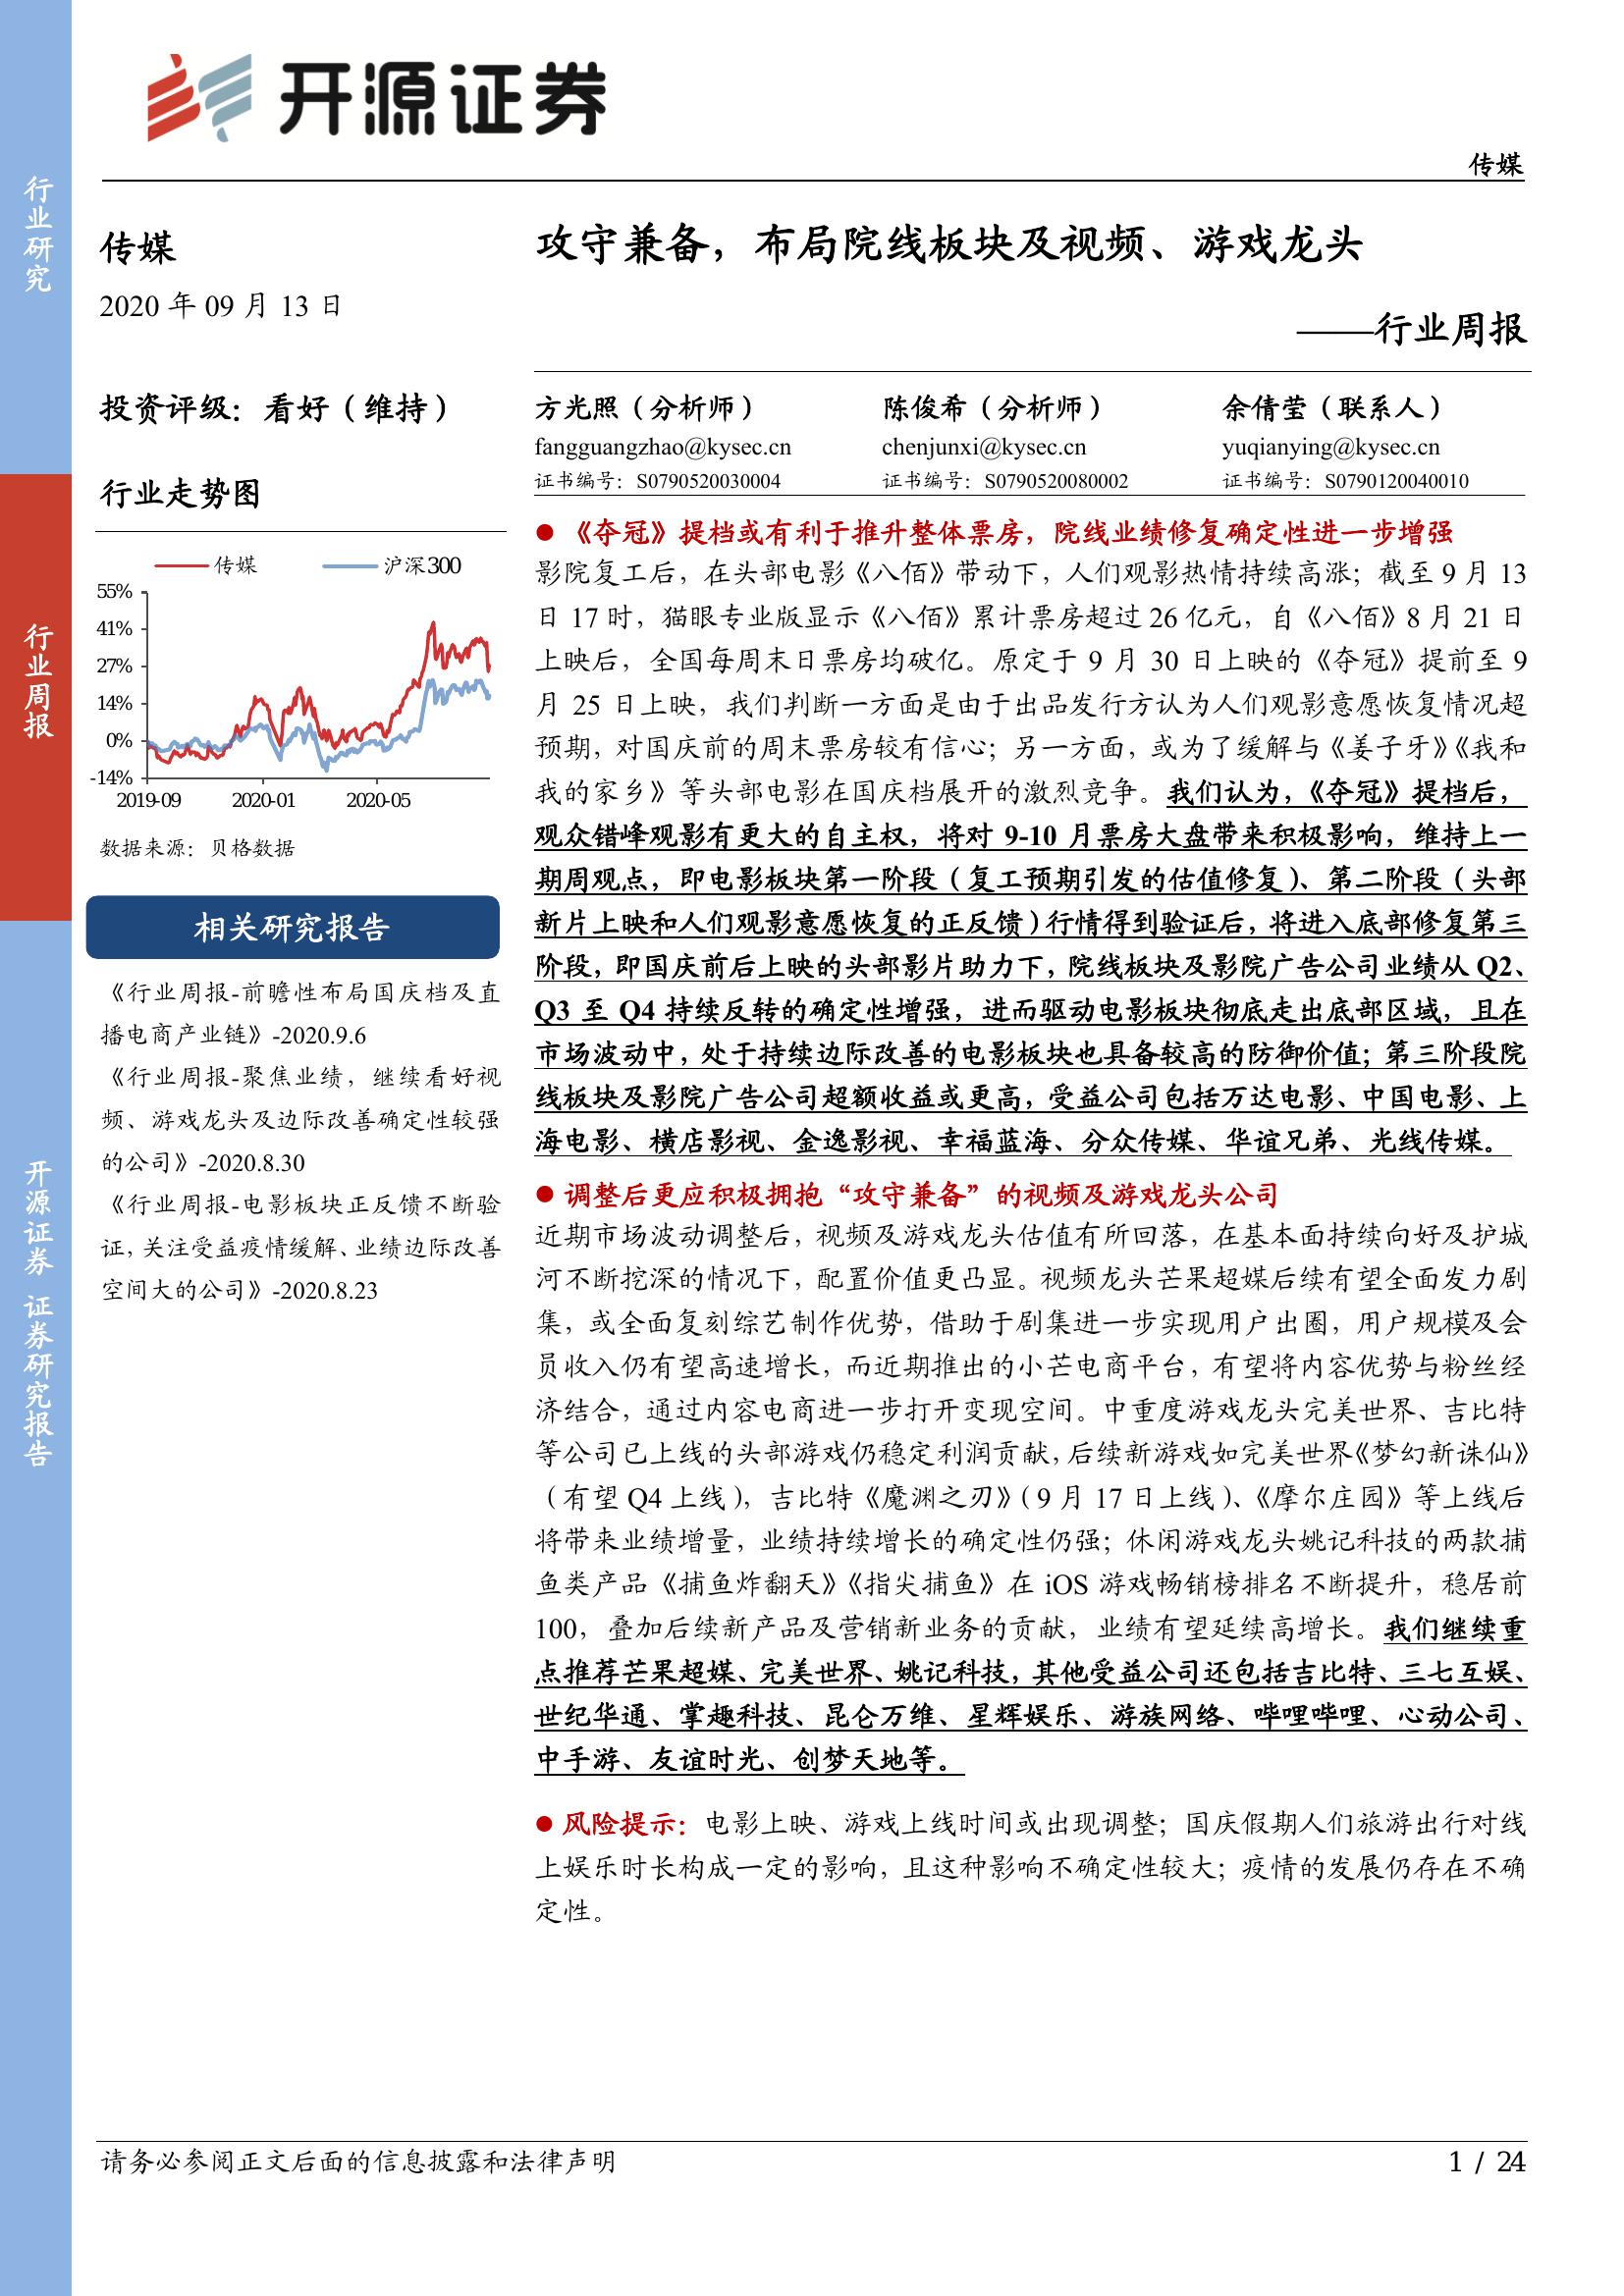 开源证券
传媒
行业研究
行业周报
开源证券 证券研究报告
传媒
2020 年 09 月 13 日
投资评级：看好（维持）
行业走势图
传媒
沪深300
55%
41%
27%
14%
0%
-14%
2019-09
2020-01
2020-05
数据来源：贝格数据
相关研究报告
《行业周报-前瞻性布局国庆档及直
播电商产业链》-2020.9.6
《行业周报-聚焦业绩，继续看好视
频、游戏龙头及边际改善确定性较强
的公司》-2020.8.30
《行业周报-电影板块正反馈不断验
证，关注受益疫情缓解、业绩边际改善
空间大的公司》-2020.8.23
攻守兼备，布局院线板块及视频、游戏龙头
——行业周报
方光照（分析师）
陈俊希（分析师）
余倩莹（联系人）
fangguangzhao@kysec.cn
chenjunxi@kysec.cn
yuqianying@kysec.cn
证书编号：S0790520030004
证书编号：S0790520080002
证书编号：S0790120040010
● 《夺冠》提档或有利于推升整体票房，院线业绩修复确定性进一步增强
影院复工后，在头部电影《八佰》带动下，人们观影热情持续高涨；截至 9 月 13
日 17 时，猫眼专业版显示《八佰》累计票房超过 26 亿元，自《八佰》8 月 21 日
上映后，全国每周末日票房均破亿。原定于 9 月 30 日上映的《夺冠》提前至 9
月 25 日上映，我们判断一方面是由于出品发行方认为人们观影意愿恢复情况超
预期，对国庆前的周末票房较有信心；另一方面，或为了缓解与《姜子牙》《我和
我的家乡》等头部电影在国庆档展开的激烈竞争。我们认为，《夺冠》提档后，
观众错峰观影有更大的自主权，将对 9-10 月票房大盘带来积极影响，维持上一
期周观点，即电影板块第一阶段（复工预期引发的估值修复）、第二阶段（头部
新片上映和人们观影意愿恢复的正反馈）行情得到验证后，将进入底部修复第三
阶段，即国庆前后上映的头部影片助力下，院线板块及影院广告公司业绩从 Q2、
Q3 至 Q4 持续反转的确定性增强，进而驱动电影板块彻底走出底部区域，且在
市场波动中，处于持续边际改善的电影板块也具备较高的防御价值；第三阶段院
线板块及影院广告公司超额收益或更高，受益公司包括万达电影、中国电影、上
海电影、横店影视、金逸影视、幸福蓝海、分众传媒、华谊兄弟、光线传媒。
● 调整后更应积极拥抱“攻守兼备”的视频及游戏龙头公司
近期市场波动调整后，视频及游戏龙头估值有所回落，在基本面持续向好及护城
河不断挖深的情况下，配置价值更凸显。视频龙头芒果超媒后续有望全面发力剧
集，或全面复刻综艺制作优势，借助于剧集进一步实现用户出圈，用户规模及会
员收入仍有望高速增长，而近期推出的小芒电商平台，有望将内容优势与粉丝经
济结合，通过内容电商进一步打开变现空间。中重度游戏龙头完美世界、吉比特
等公司已上线的头部游戏仍稳定利润贡献，后续新游戏如完美世界《梦幻新诛仙》
（有望 Q4 上线），吉比特《魔渊之刃》（9 月 17 日上线）、《摩尔庄园》等上线后
将带来业绩增量，业绩持续增长的确定性仍强；休闲游戏龙头姚记科技的两款捕
鱼类产品《捕鱼炸翻天》《指尖捕鱼》在 iOS 游戏畅销榜排名不断提升，稳居前
100，叠加后续新产品及营销新业务的贡献，业绩有望延续高增长。我们继续重
点推荐芒果超媒、完美世界、姚记科技，其他受益公司还包括吉比特、三七互娱、
世纪华通、掌趣科技、昆仑万维、星辉娱乐、游族网络、哔哩哔哩、心动公司、
中手游、友谊时光、创梦天地等。
● 风险提示：电影上映、游戏上线时间或出现调整；国庆假期人们旅游出行对线
上娱乐时长构成一定的影响，且这种影响不确定性较大；疫情的发展仍存在不确
定性。
请务必参阅正文后面的信息披露和法律声明
1 / 24